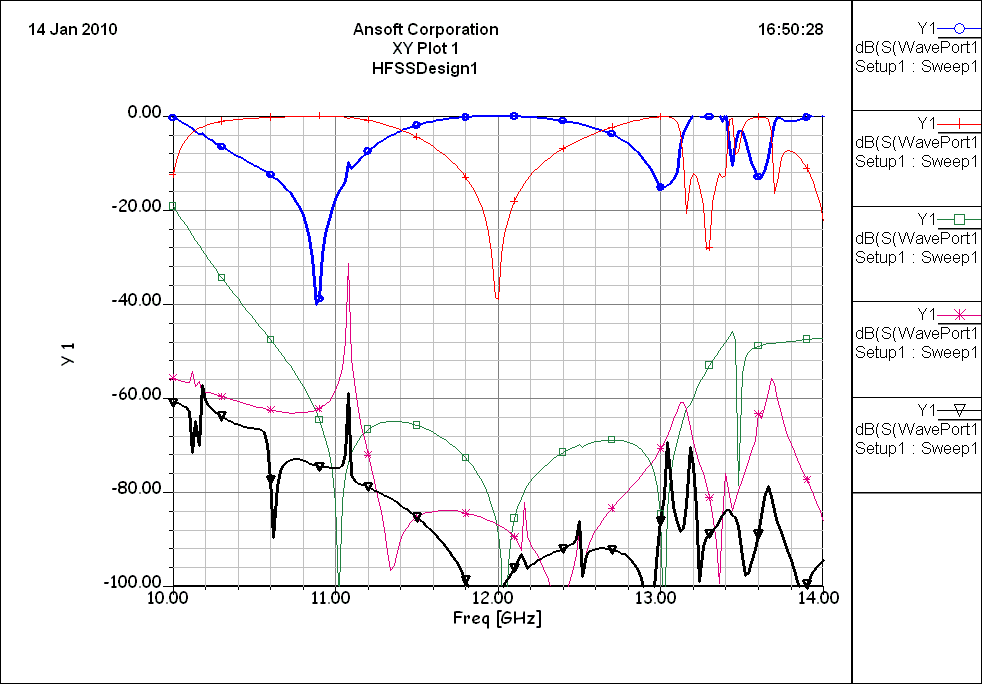 14 Jan 2010
Ansoft Corporation
16:50:28
XY Plot 1
HFSSDesign1
Y1
dB(S(WavePort1
Setup1 : Sweep1
Y1
dB(S(WavePort1
Setup1 : Sweep1
Y1
dB(S(WavePort1
Setup1 : Sweep1
Y1
dB(S(WavePort1
Setup1 : Sweep1
Y1
dB(S(WavePort1
Setup1 : Sweep1
0.00
-20.00
-40.00
-60.00
-80.00
-100.00
Y 1
10.00 11.00 12.00 13.00 14.00
Freq [GHz]